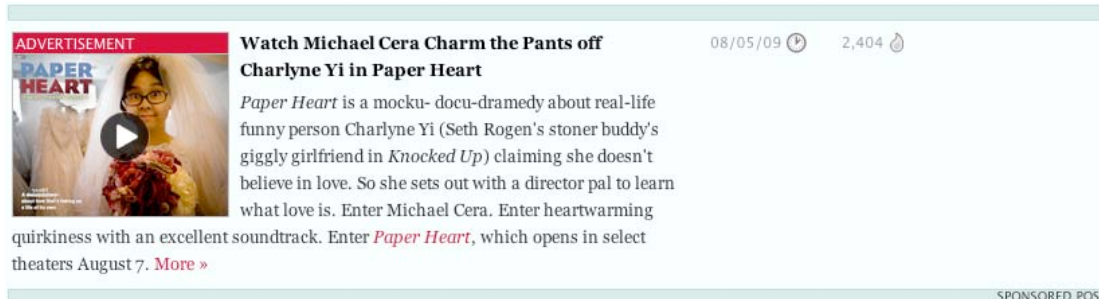 ADVERTISEMENT
PAPER
HEART
Watch Michael Cera Charm the Pants off
Charlyne Yi in Paper Heart
08/05/09
2,404
Paper Heart is a mocku- docu-dramedy about real-life
funny person Charlyne Yi (Seth Rogen's stoner buddy's
giggly girlfriend in Knocked Up) claiming she doesn't
believe in love. So she sets out with a director pal to learn
what love is. Enter Michael Cera. Enter heartwarming
quirkiness with an excellent soundtrack. Enter Paper Heart, which opens in select
theaters August 7. More »
SPONSORED POS